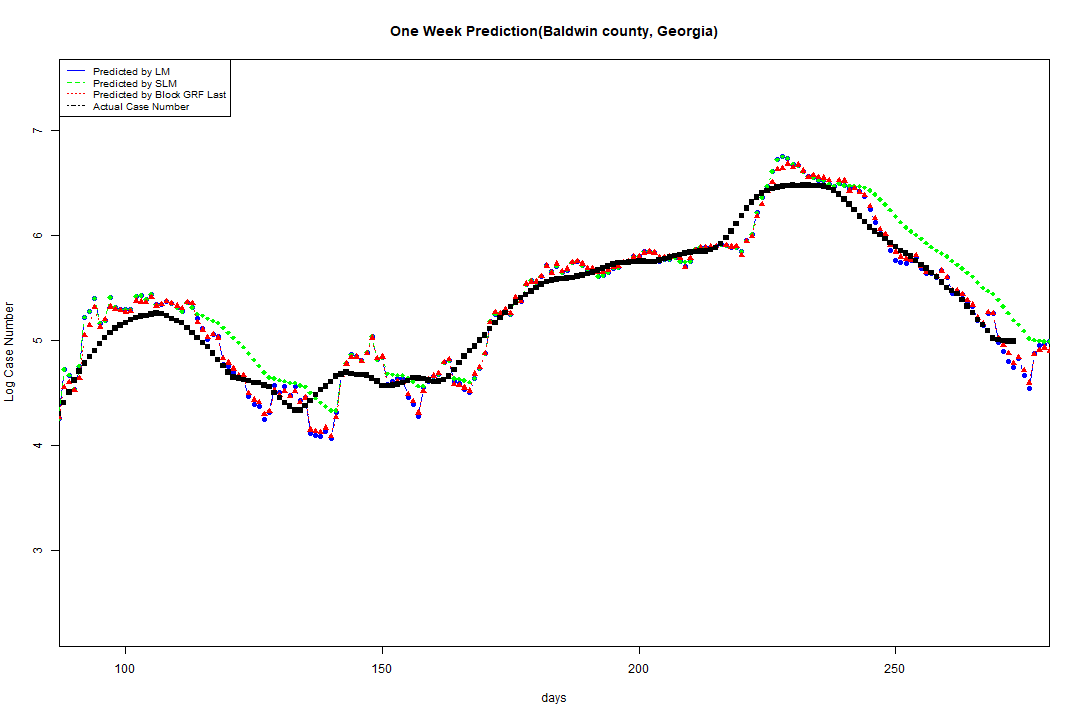 One Week Prediction(Baldwin county, Georgia)
Predicted by LM
Predicted by SLM
Predicted by Block GRF Last
Actual Case Number
7
6
5
4
3
Log Case Number
100 150 200 250
days